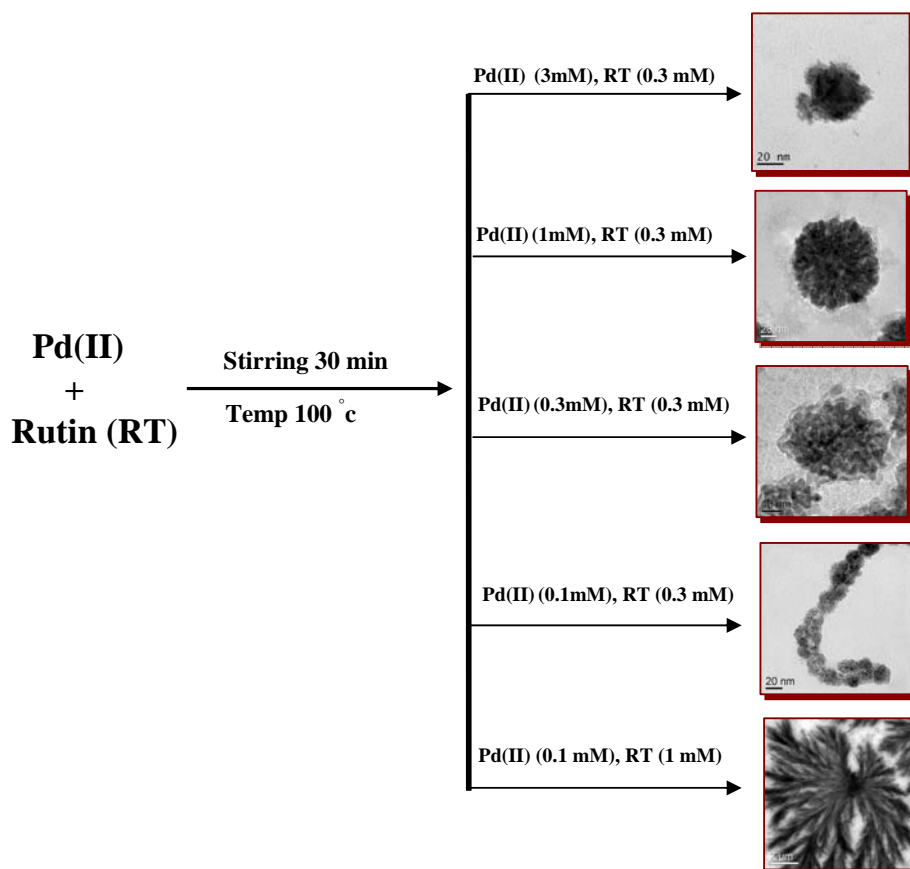 Pd(II)
+
Rutin (RT)
Stirring 30 min
Temp 100 °c
Pd(II) (3mM), RT (0.3 mM)
20 nm
Pd(II) (1mM), RT (0.3 mM)
20 nm
Pd(II) (0.3mM), RT (0.3 mM)
Pd(II) (0.1mM), RT (0.3 mM)
20 nm
Pd(II) (0.1 mM), RT (1 mM)